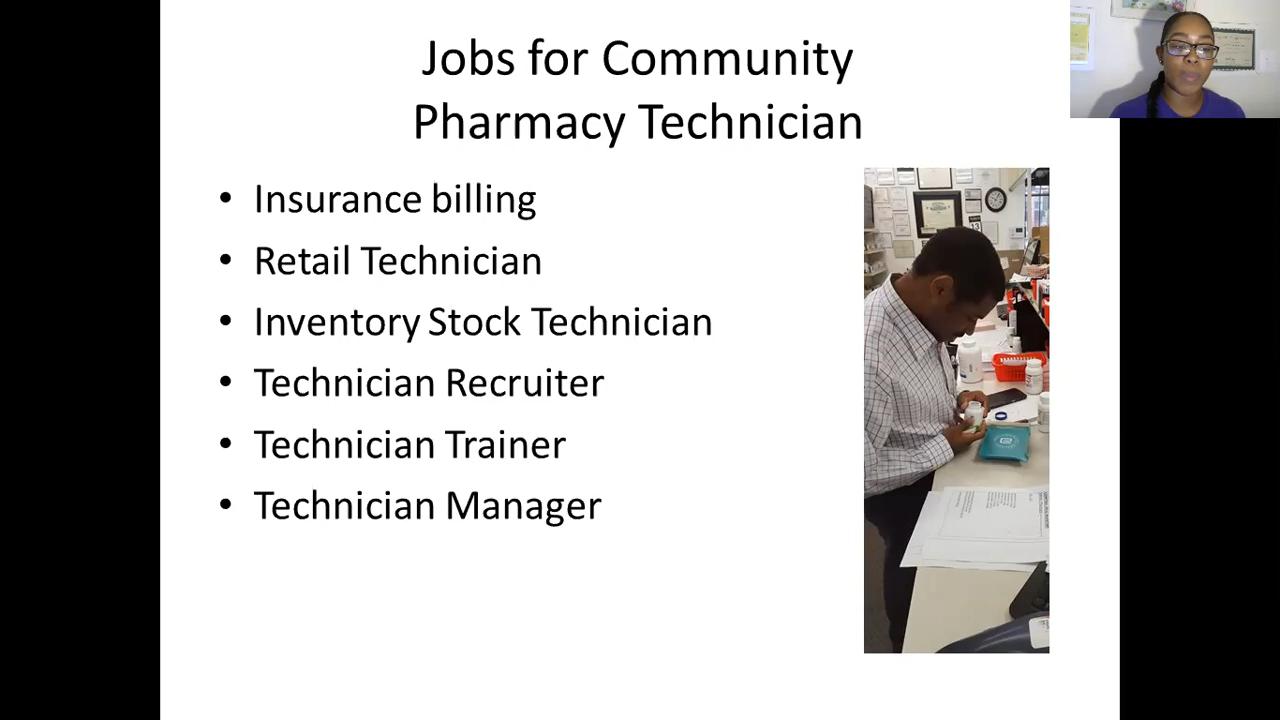 Jobs for Community
Pharmacy Technician
• Insurance billing
• Retail Technician
• Inventory Stock Technician
• Technician Recruiter
• Technician Trainer
• Technician Manager